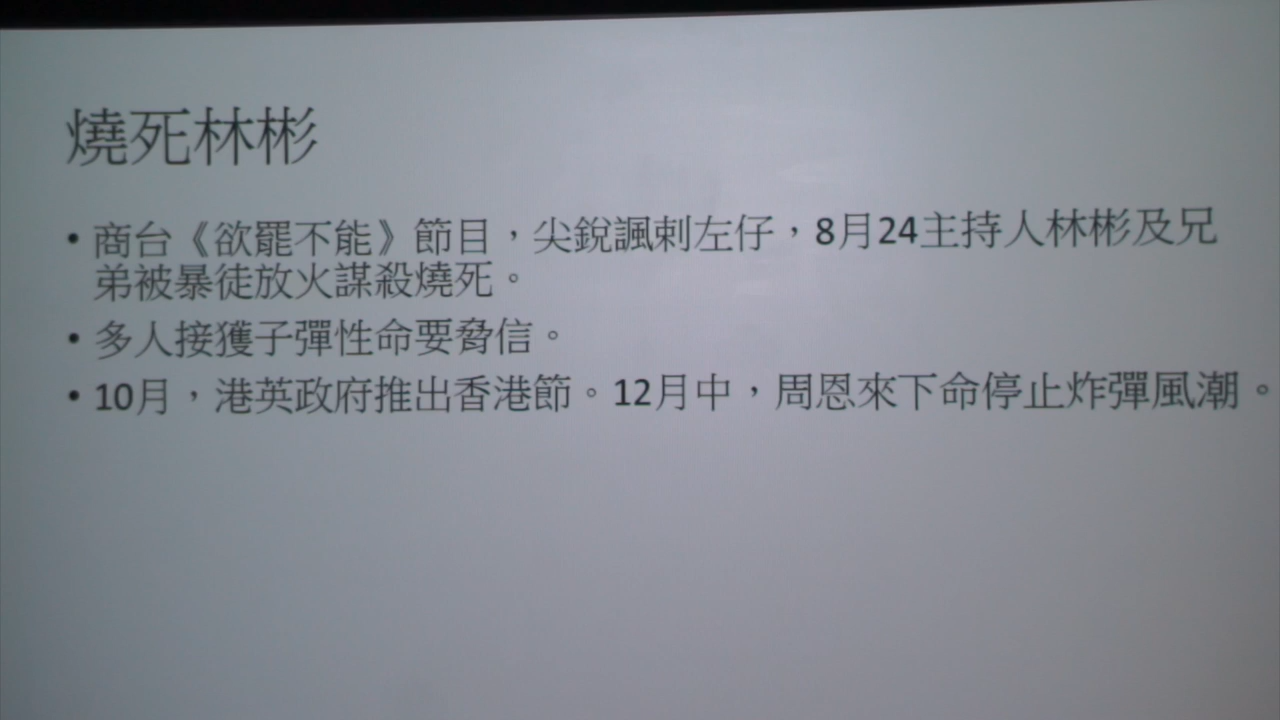 燒死林彬
• 商台《欲罷不能》節目，尖銳諷刺左仔，8月24主持人林彬及兄
弟被暴徒放火謀殺燒死。
• 多人接獲子彈性命要脅信。
• 10月，港英政府推出香港節。12月中，周恩來下命停止炸彈風潮。